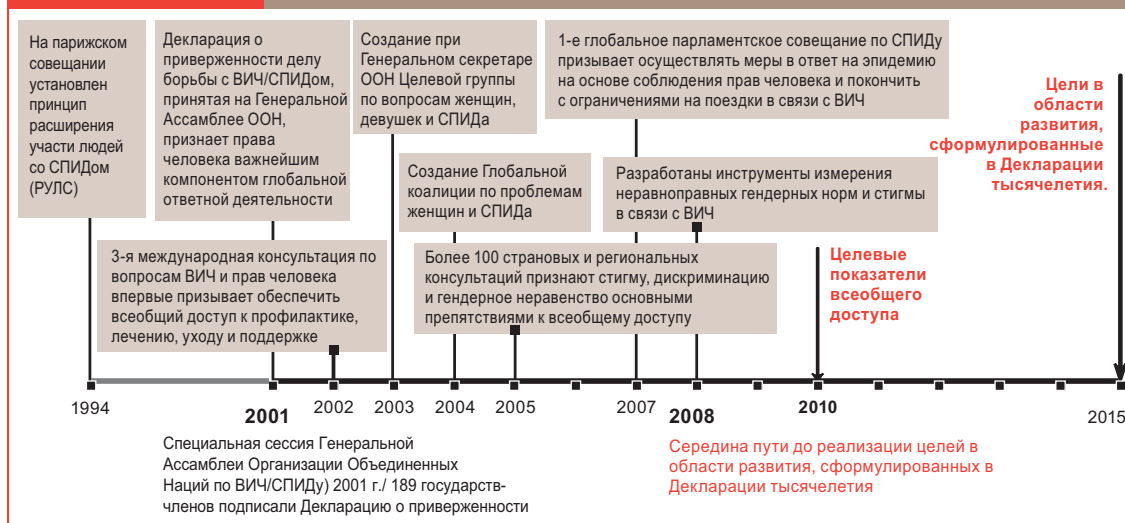 На парижском
совещании
установлен
принцип
расширения
участи людей
со СПИДом
(РУЛС)
Декларация о
приверженности делу
борьбы с ВИЧ/СПИДом,
принятая на Генеральной
Ассамблее ООН,
признает права
человека важнейшим
компонентом глобальной
ответной деятельности
Создание при
Генеральном секретаре
ООН Целевой группы
по вопросам женщин,
девушек и СПИДа
1-е глобальное парламентское совещание по СПИДу
призывает осуществлять меры в ответ на эпидемию
на основе соблюдения прав человека и покончить
с ограничениями на поездки в связи с ВИЧ
Цели в
области
развития,
сформулированные
в Декларации
тысячелетия.
Создание Глобальной
коалиции по проблемам
женщин и СПИДа
Разработаны инструменты измерения
неравноправных гендерных норм и стигмы
в связи с ВИЧ
3-я международная консультация по
вопросам ВИЧ и прав человека
впервые призывает обеспечить
всеобщий доступ к профилактике,
лечению, уходу и поддержке
Более 100 страновых и региональных
консультаций признают стигму, дискриминацию
и гендерное неравенство основными
препятствиями к всеобщему доступу
Целевые
показатели
всеобщего
доступа
1994
2001
2002
2003
2004
2005
2007
2008
2010
2015
Специальная сессия Генеральной
Ассамблеи Организации Объединенных
Наций по ВИЧ/СПИДу) 2001 г./ 189 государств-
членов подписали Декларацию о приверженности
Середина пути до реализации целей в
области развития, сформулированных в
Декларации тысячелетия